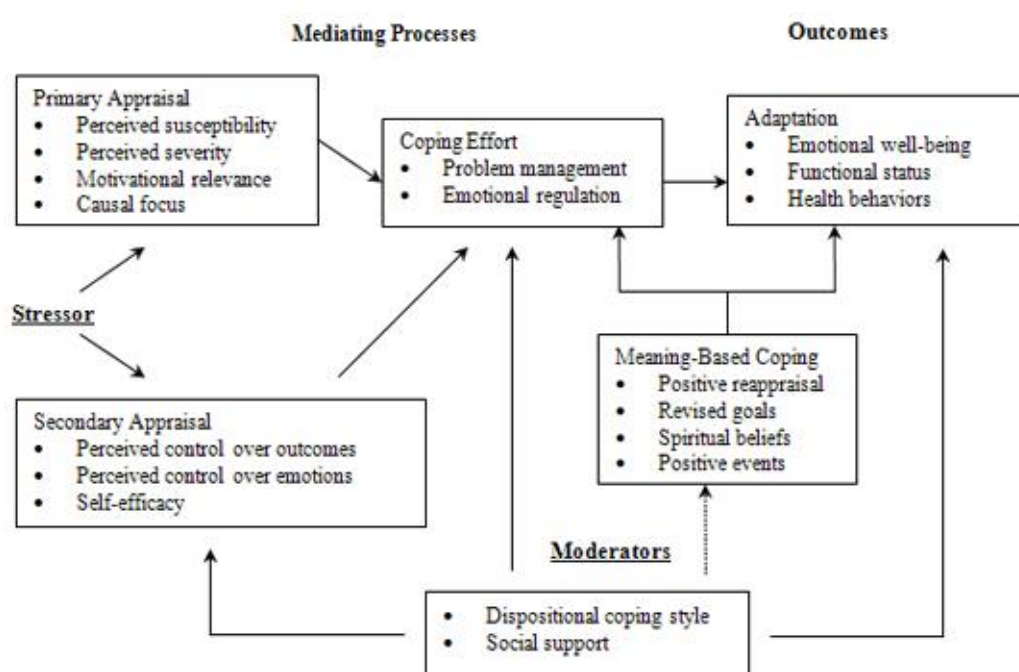 Mediating Processes
Outcomes
Primary Appraisal
• Perceived susceptibility
• Perceived severity
• Motivational relevance
• Causal focus
Coping Effort
• Problem management
• Emotional regulation
Adaptation
• Emotional well-being
• Functional status
• Health behaviors
Stressor
Meaning-Based Coping
• Positive reappraisal
• Revised goals
• Spiritual beliefs
• Positive events
Secondary Appraisal
• Perceived control over outcomes
• Perceived control over emotions
• Self-efficacy
Moderators
• Dispositional coping style
• Social support